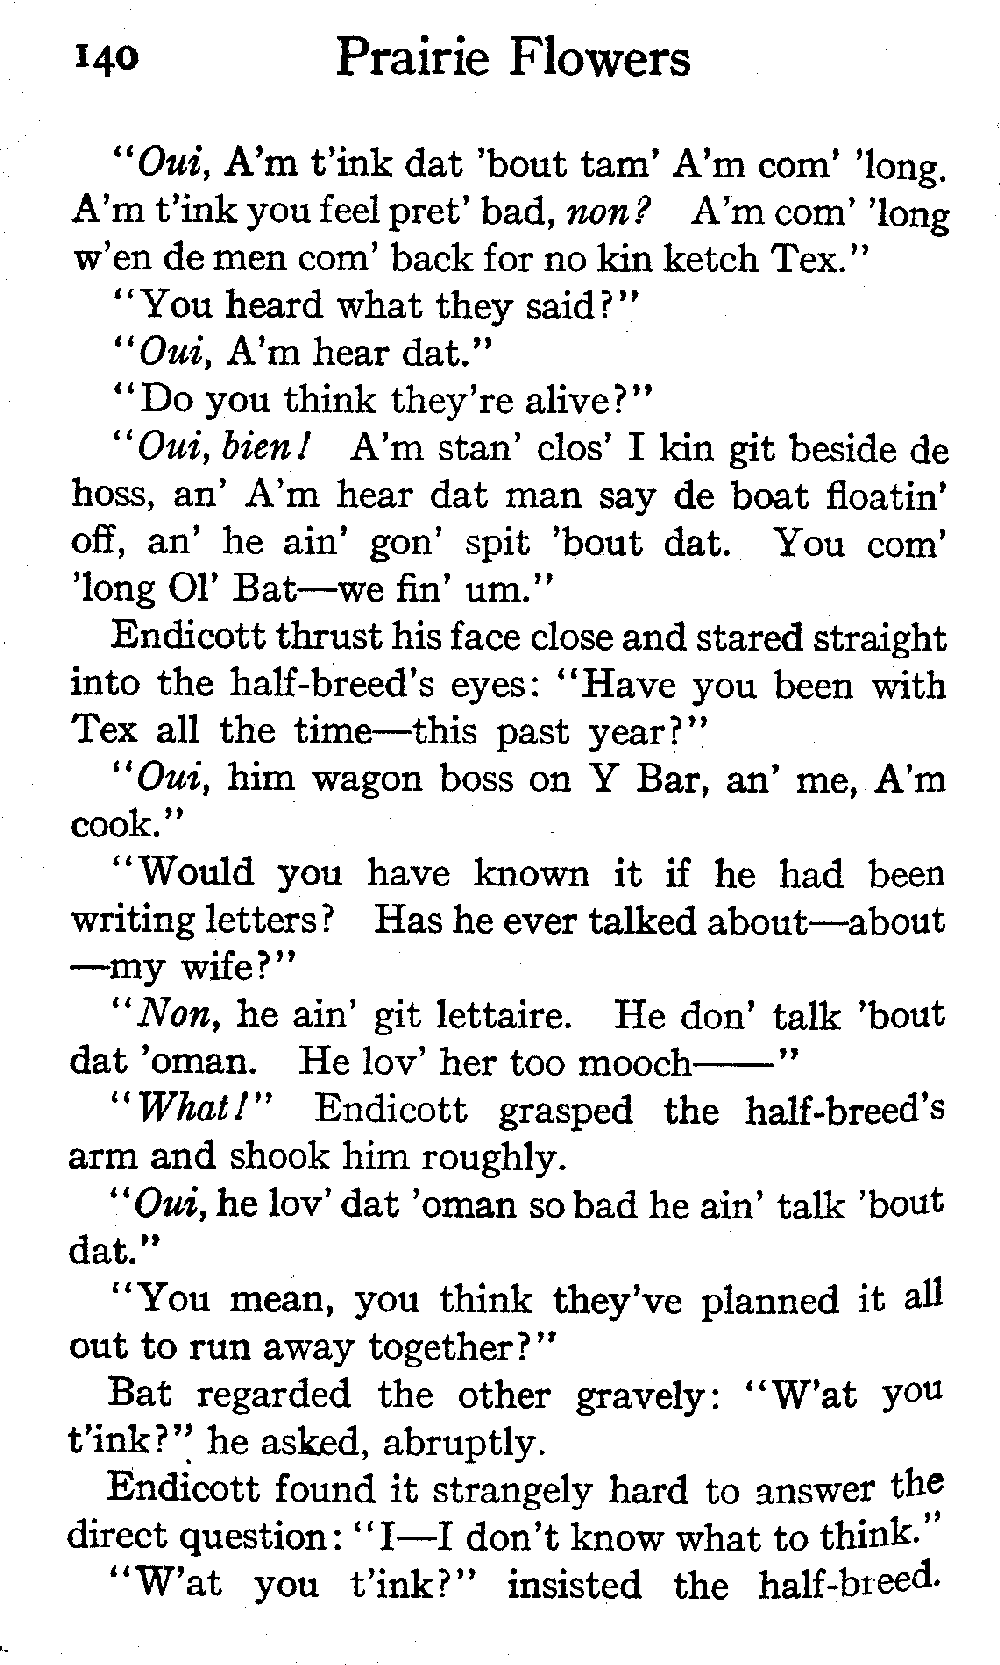 140 Prairie Flowers
“Oui, A’m t’ink dat ’bout tam’ A’m com’ ’long.
A’m t’ink you feel pret’ bad, non? A’m com’ ’long
w’en de men com’ back for no kin ketch Tex.”
“You heard what they said?”
“Oui, A’m hear dat.”
“Do you think they’re alive?”
“Oui, bien! A’m stan’ clos’ I kin git beside de
hoss, an’ A’m hear dat man say de boat floatin’
off, an’ he ain’ gon’ spit ’bout dat. You com’
’long Ol’ Bat—we fin’ um.”
Endicott thrust his face close and stared straight
into the half-breed’s eyes: “Have you been with
Tex all the time—this past year?”
“Oui, him wagon boss on Y Bar, an’ me, A’m
cook.”
“Would you have known it if he had been
writing letters? Has he ever talked about—about
—my wife?”
“Non, he ain’ git lettaire. He don’ talk ’bout
dat ’oman. He lov’ her too mooch——”
“What!” Endicott grasped the half-breed’s
arm and shook him roughly.
“Oui, he lov’ dat ’oman so bad he ain’ talk ’bout
dat.”
“You mean, you think they’ve planned it all
out to run away together?”
Bat regarded the other gravely: “W’at you
t’ink?” he asked, abruptly.
Endicott found it strangely hard to answer the
direct question: “I—I don’t know what to think.”
“W’at you t’ink?” insisted the half-breed.